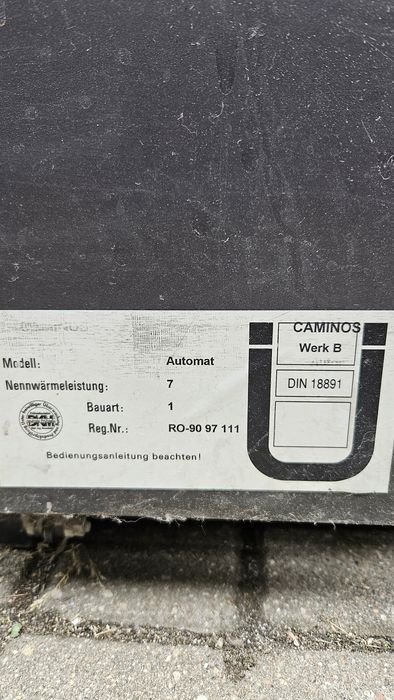 CAMINOS
Werk B
DIN 18891
Modell: Automat
Nennwärmeleistung: 7
Bauart: 1
Reg.Nr.: RO-90 97 111
Bedienungsanleitung beachten!